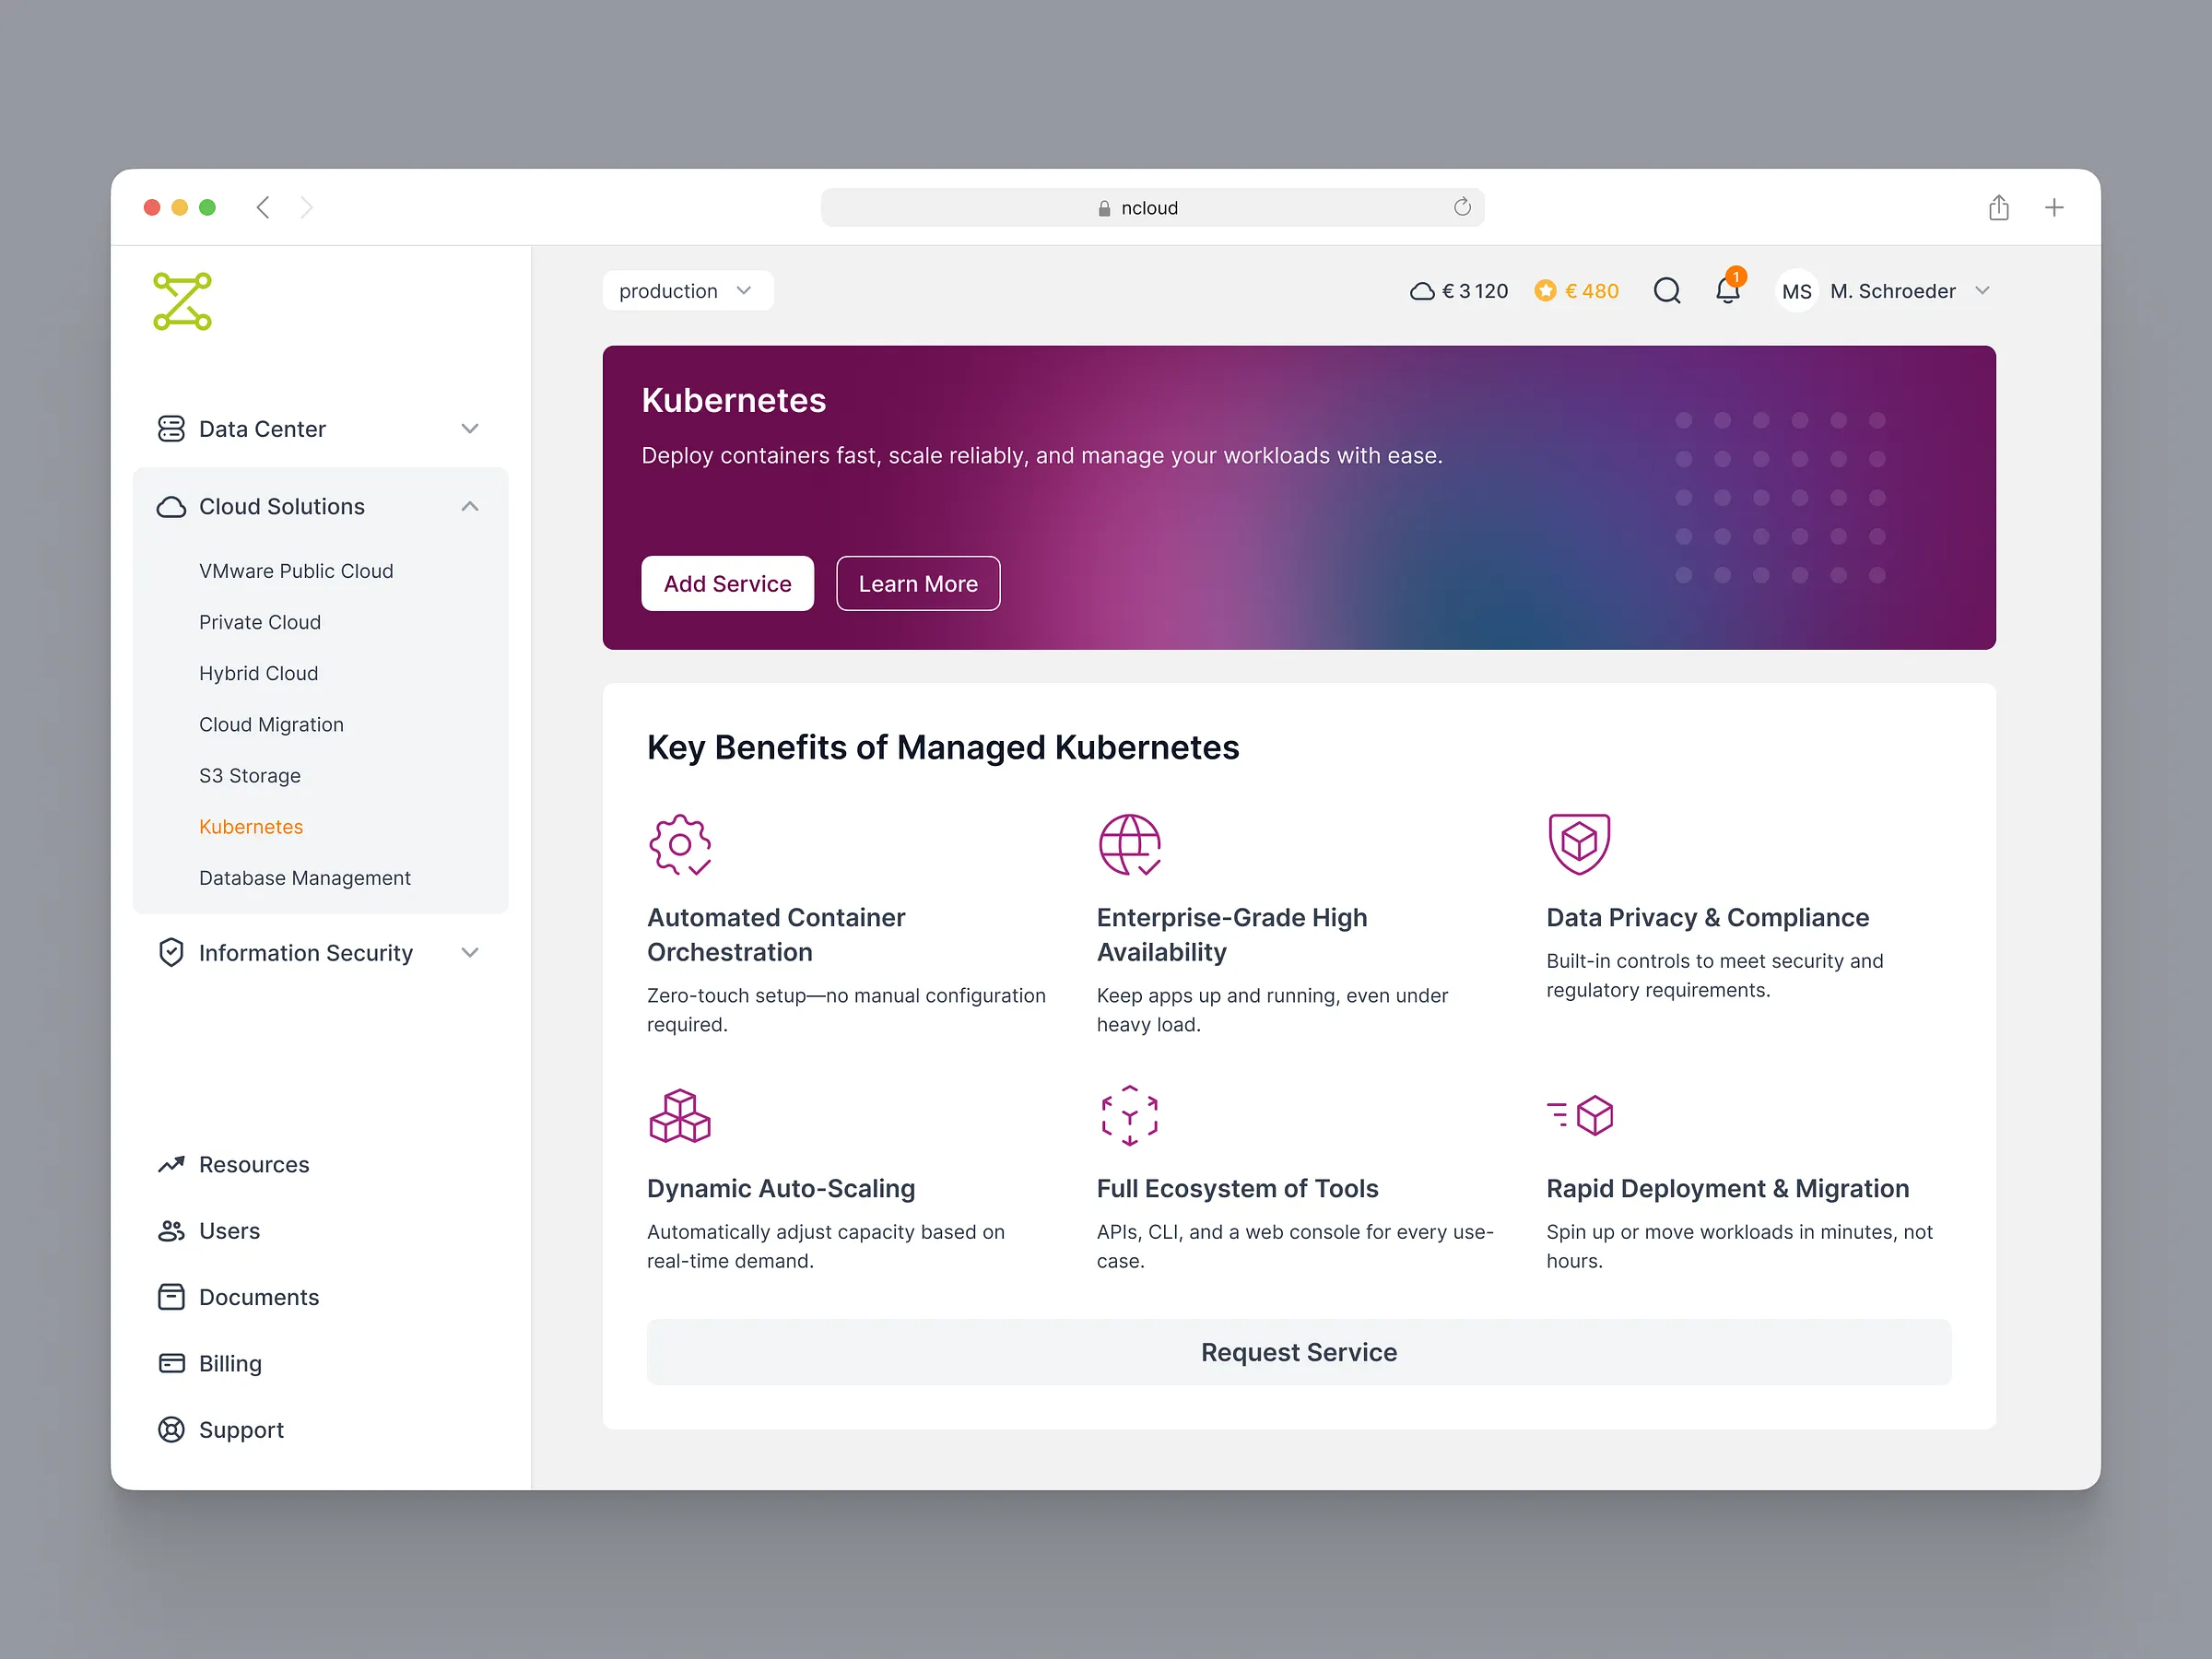 ncloud
production
€ 3 120
€ 480
1
MS
M. Schroeder
Data Center
Cloud Solutions
VMware Public Cloud
Private Cloud
Hybrid Cloud
Cloud Migration
S3 Storage
Kubernetes
Database Management
Information Security
Resources
Users
Documents
Billing
Support
Kubernetes
Deploy containers fast, scale reliably, and manage your workloads with ease.
Add Service
Learn More
Key Benefits of Managed Kubernetes
Automated Container
Orchestration
Zero-touch setup—no manual configuration
required.
Enterprise-Grade High
Availability
Keep apps up and running, even under
heavy load.
Data Privacy & Compliance
Built-in controls to meet security and
regulatory requirements.
Dynamic Auto-Scaling
Automatically adjust capacity based on
real-time demand.
Full Ecosystem of Tools
APIs, CLI, and a web console for every use-
case.
Rapid Deployment & Migration
Spin up or move workloads in minutes, not
hours.
Request Service